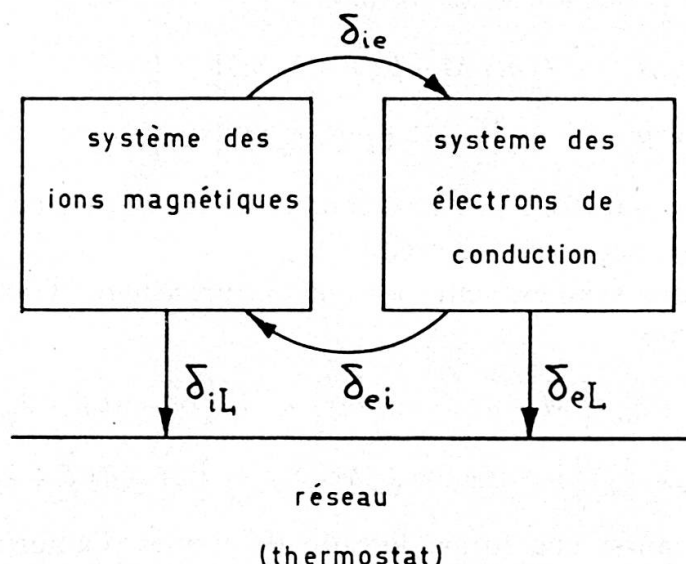 δie
système des
ions magnétiques
système des
électrons de
conduction
δiL
δei
δeL
réseau
(thermostat)